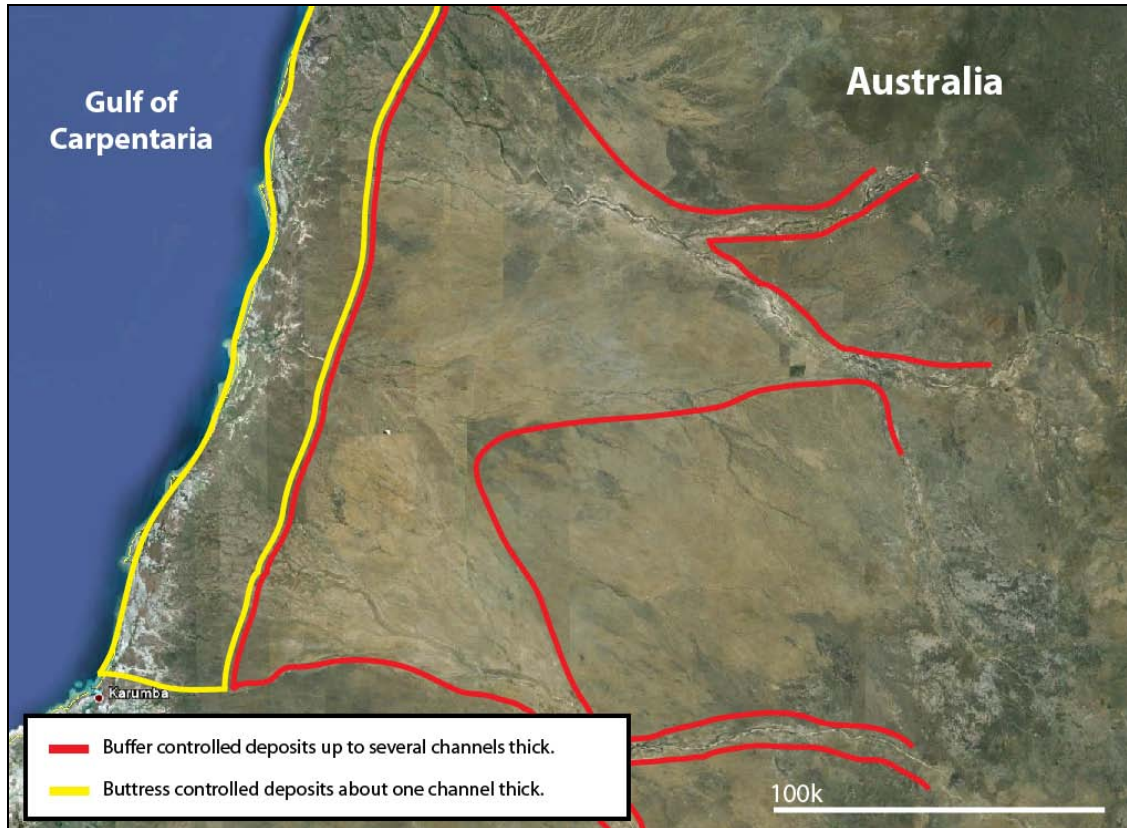 Gulf of
Carpentaria
Australia
Karumba
Buffer controlled deposits up to several channels thick.
Buttress controlled deposits about one channel thick.
100k